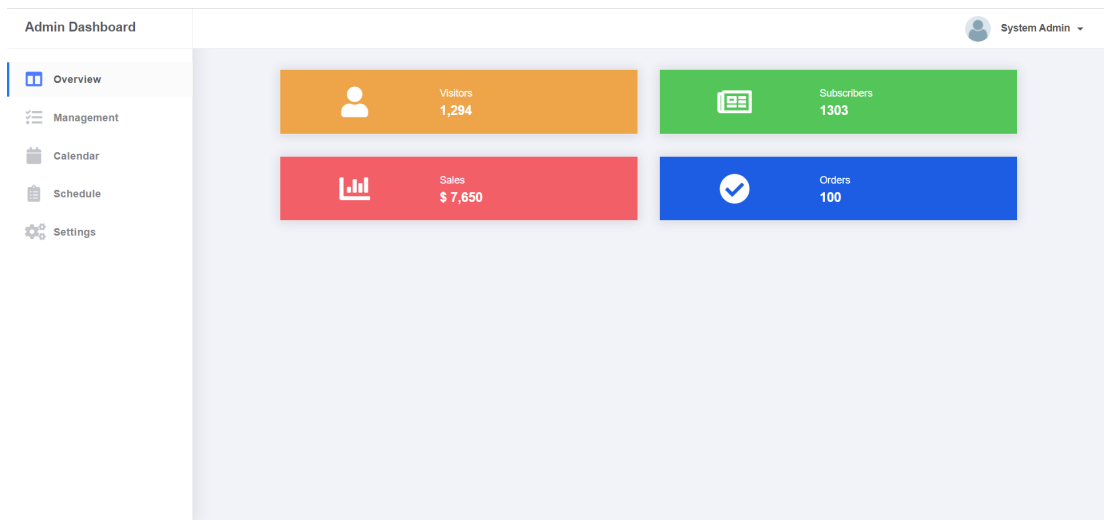 Admin Dashboard
System Admin
Overview
Management
Calendar
Schedule
Settings
Visitors
1,294
Subscribers
1303
Sales
$ 7,650
Orders
100